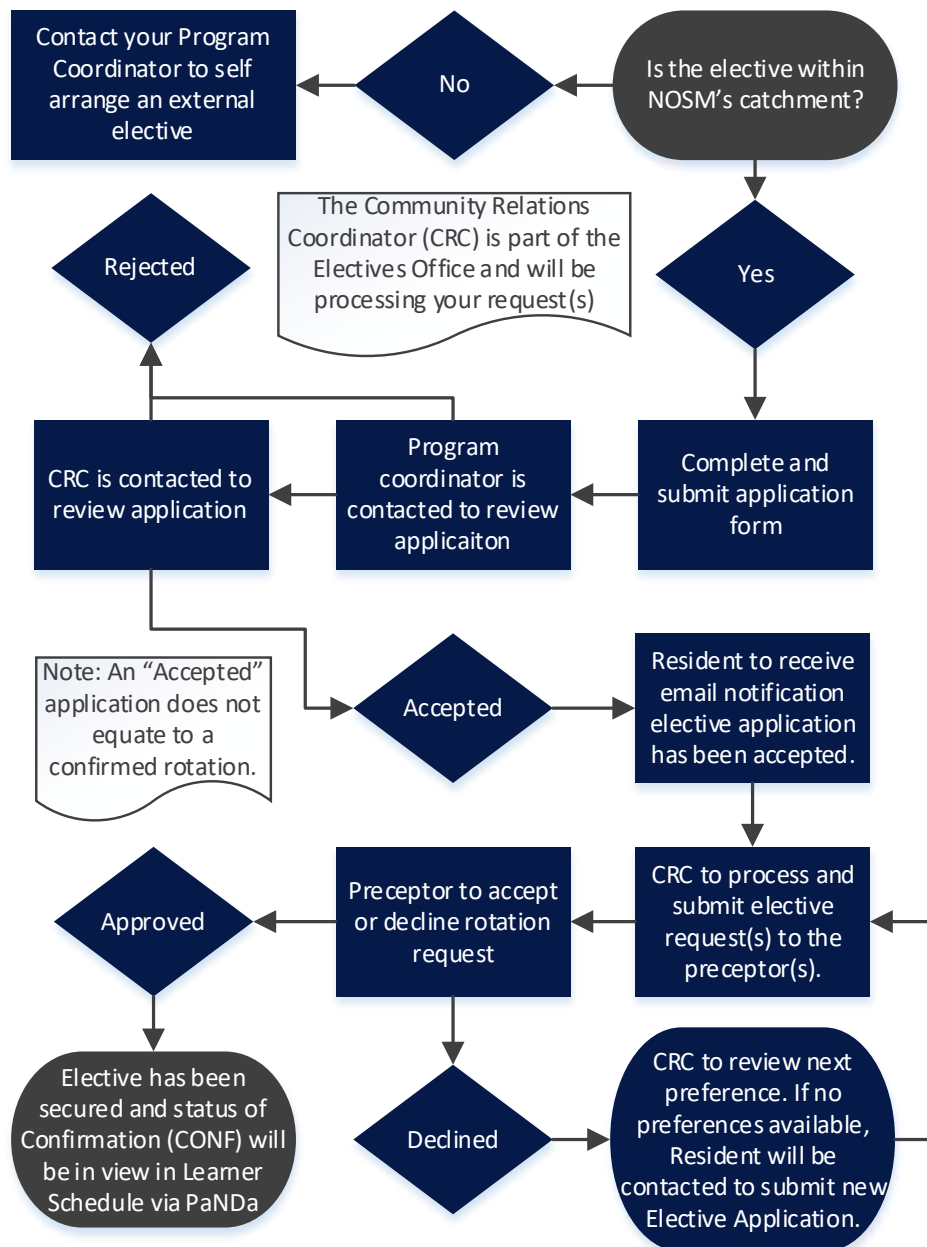 Contact your Program
Coordinator to self
arrange an external
elective
No
Is the elective within
NOSM's catchment?
Rejected
The Community Relations
Coordinator (CRC) is part of the
Electives Office and will be
processing your request(s)
Yes
CRC is contacted to
review application
Program
coordinator is
contacted to review
applicaiton
Complete and
submit application
form
Note: An “Accepted”
application does not
equate to a
confirmed rotation.
Accepted
Resident to receive
email notification
elective application
has been accepted.
Approved
Preceptor to accept
or decline rotation
request
CRC to process and
submit elective
request(s) to the
preceptor(s).
Elective has been
secured and status of
Confirmation (CONF) will
be in view in Learner
Schedule via PaNDa
Declined
CRC to review next
preference. If no
preferences available,
Resident will be
contacted to submit new
Elective Application.